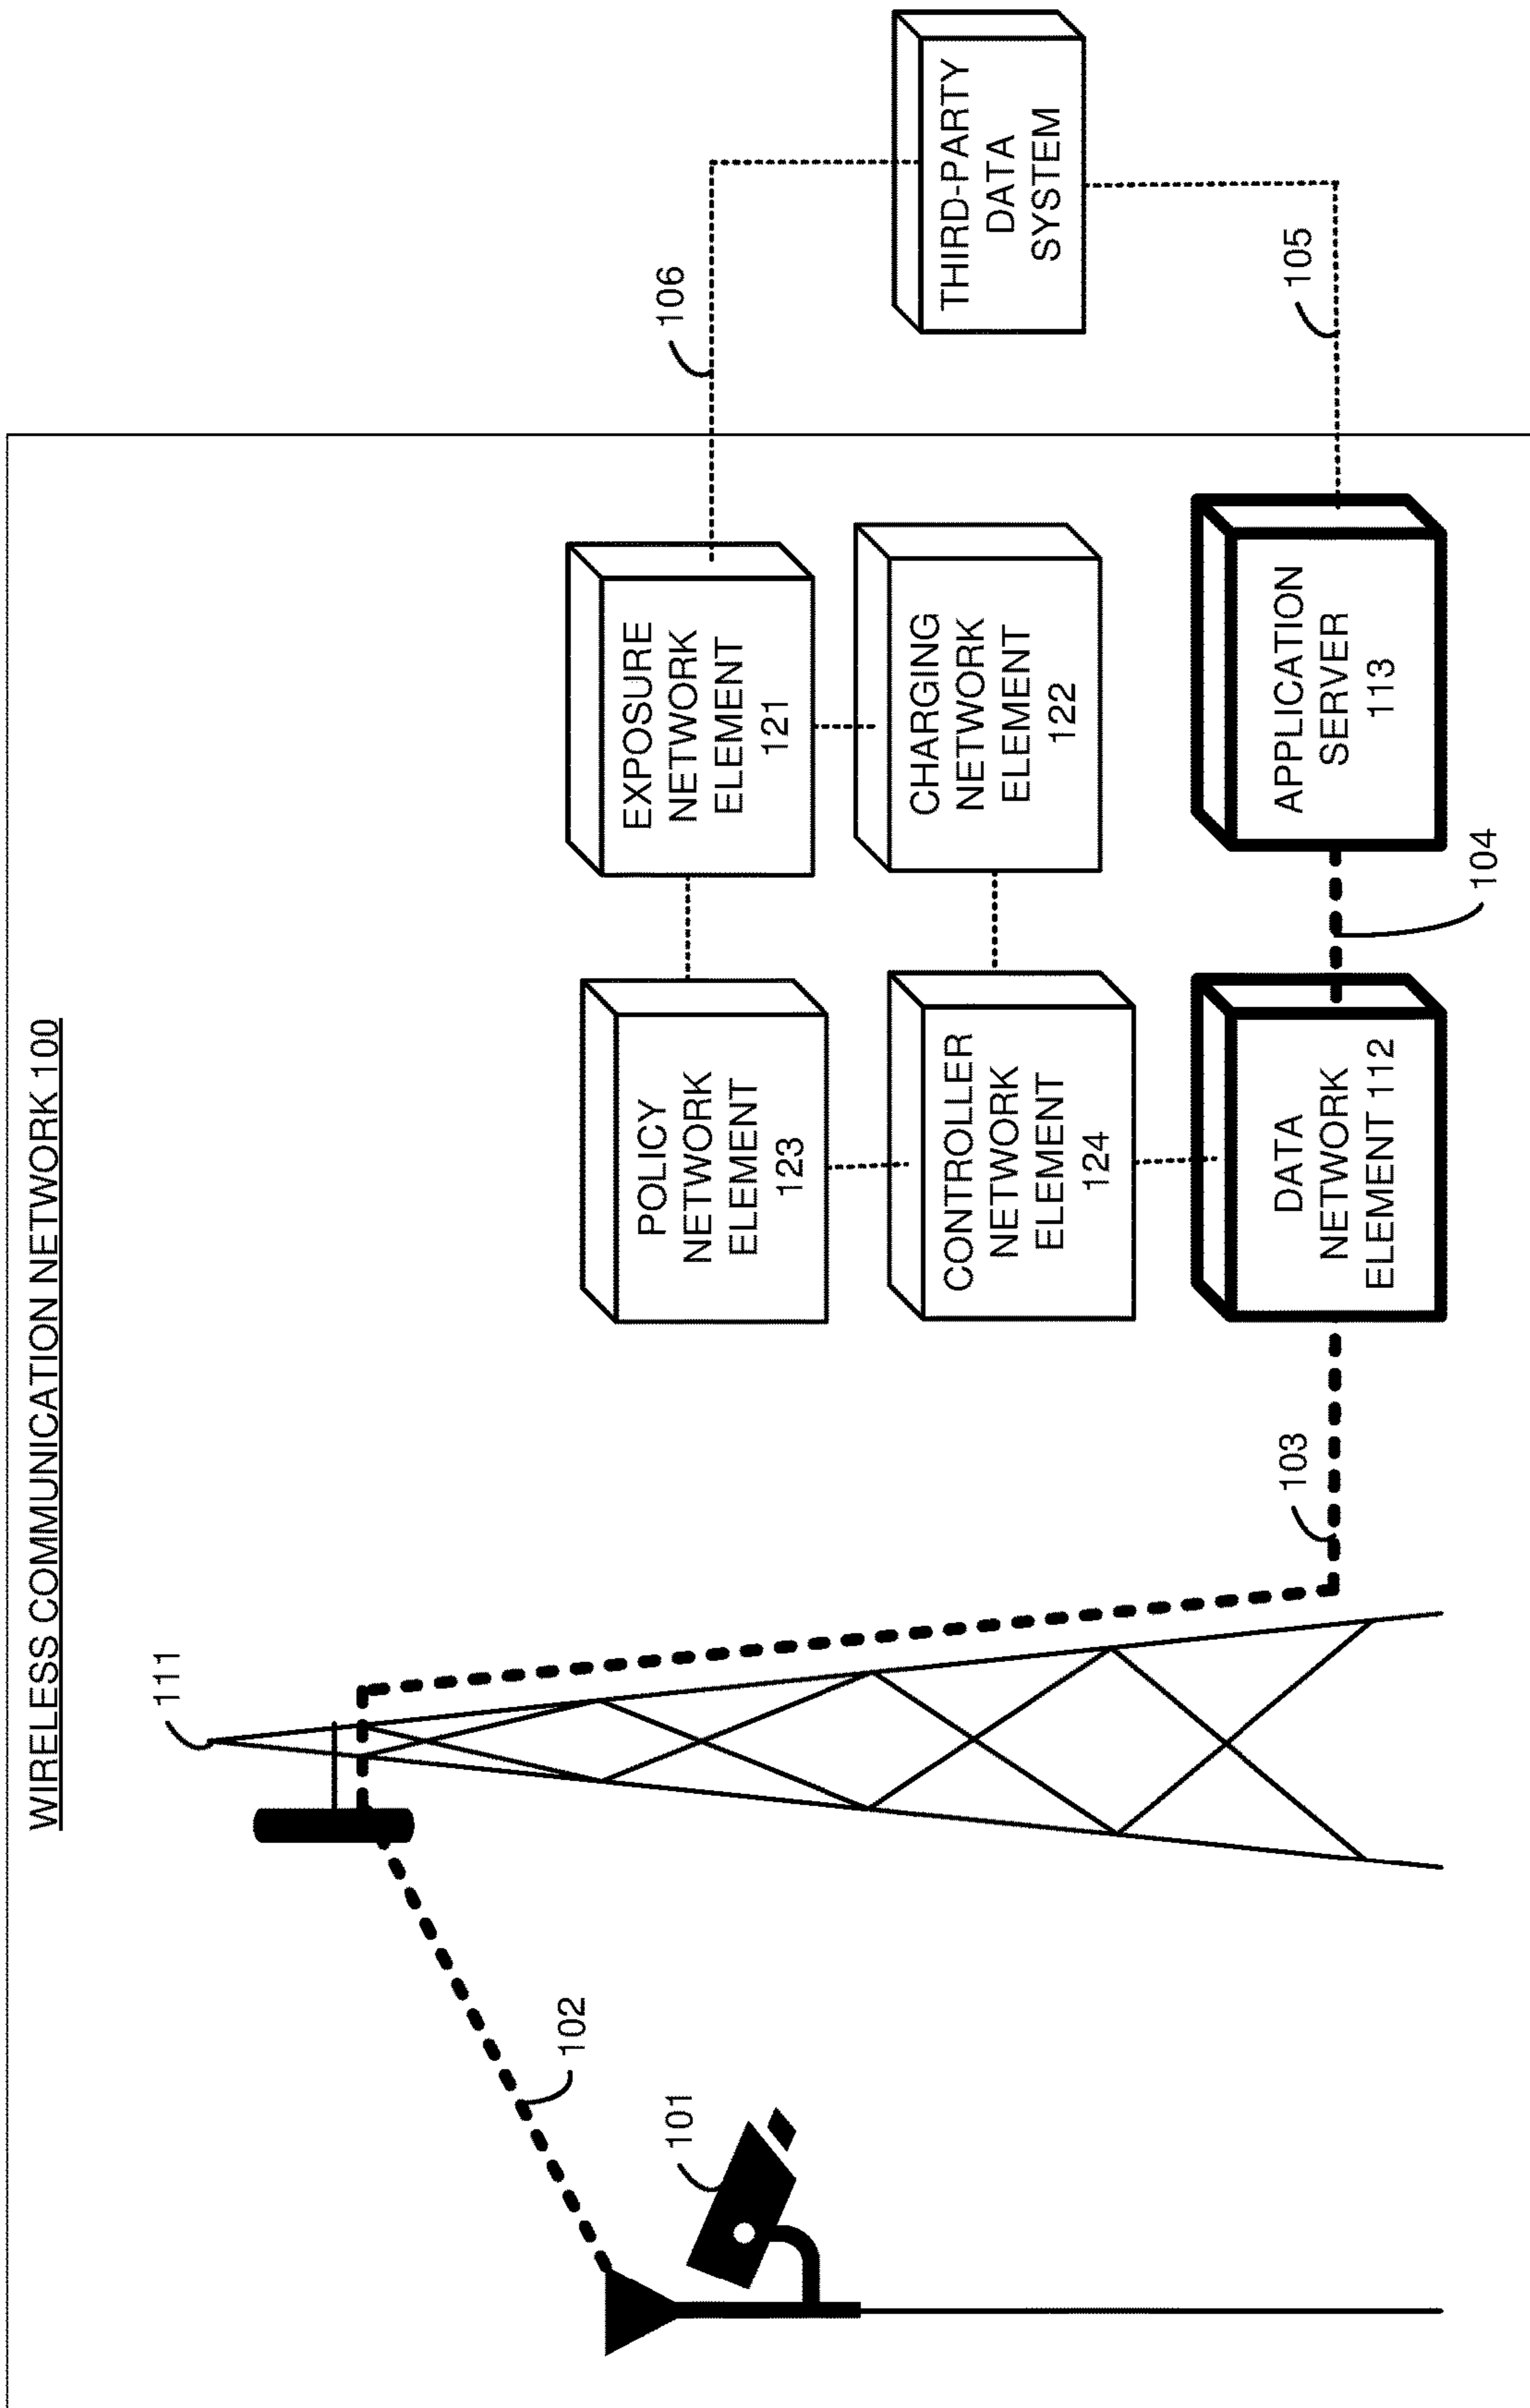 WIRELESS COMMUNICATION NETWORK 100
111
102
101
103
POLICY
NETWORK
ELEMENT
123
EXPOSURE
NETWORK
ELEMENT
121
106
CONTROLLER
NETWORK
ELEMENT
124
CHARGING
NETWORK
ELEMENT
122
THIRD-PARTY
DATA
SYSTEM
DATA
NETWORK
ELEMENT 112
APPLICATION
SERVER
113
105
104